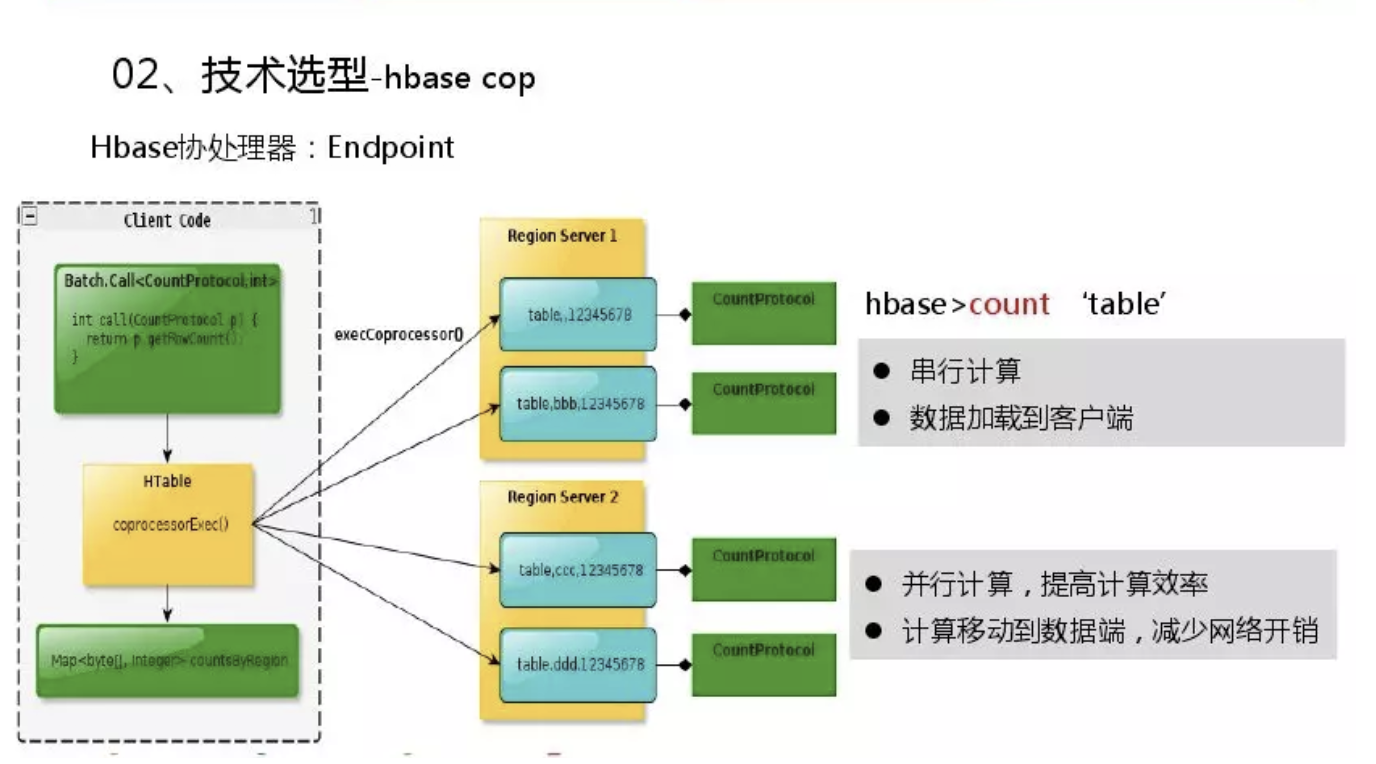 02、技术选型-hbase cop
Hbase协处理器：Endpoint
Client Code
1
Batch.Call<CountProtocol,int>
int call(CountProtocol p) {
return p.getRowCount();
}
HTable
coprocessorExec()
Map<byte[], Integer> countsByRegion
execCoprocessor()
Region Server 1
table,,12345678
CountProtocol
table,bbb,12345678
CountProtocol
Region Server 2
table,ccc,12345678
CountProtocol
table.ddd,12345678
CountProtocol
hbase>count ‘table’
● 串行计算
● 数据加载到客户端
● 并行计算，提高计算效率
● 计算移动到数据端，减少网络开销